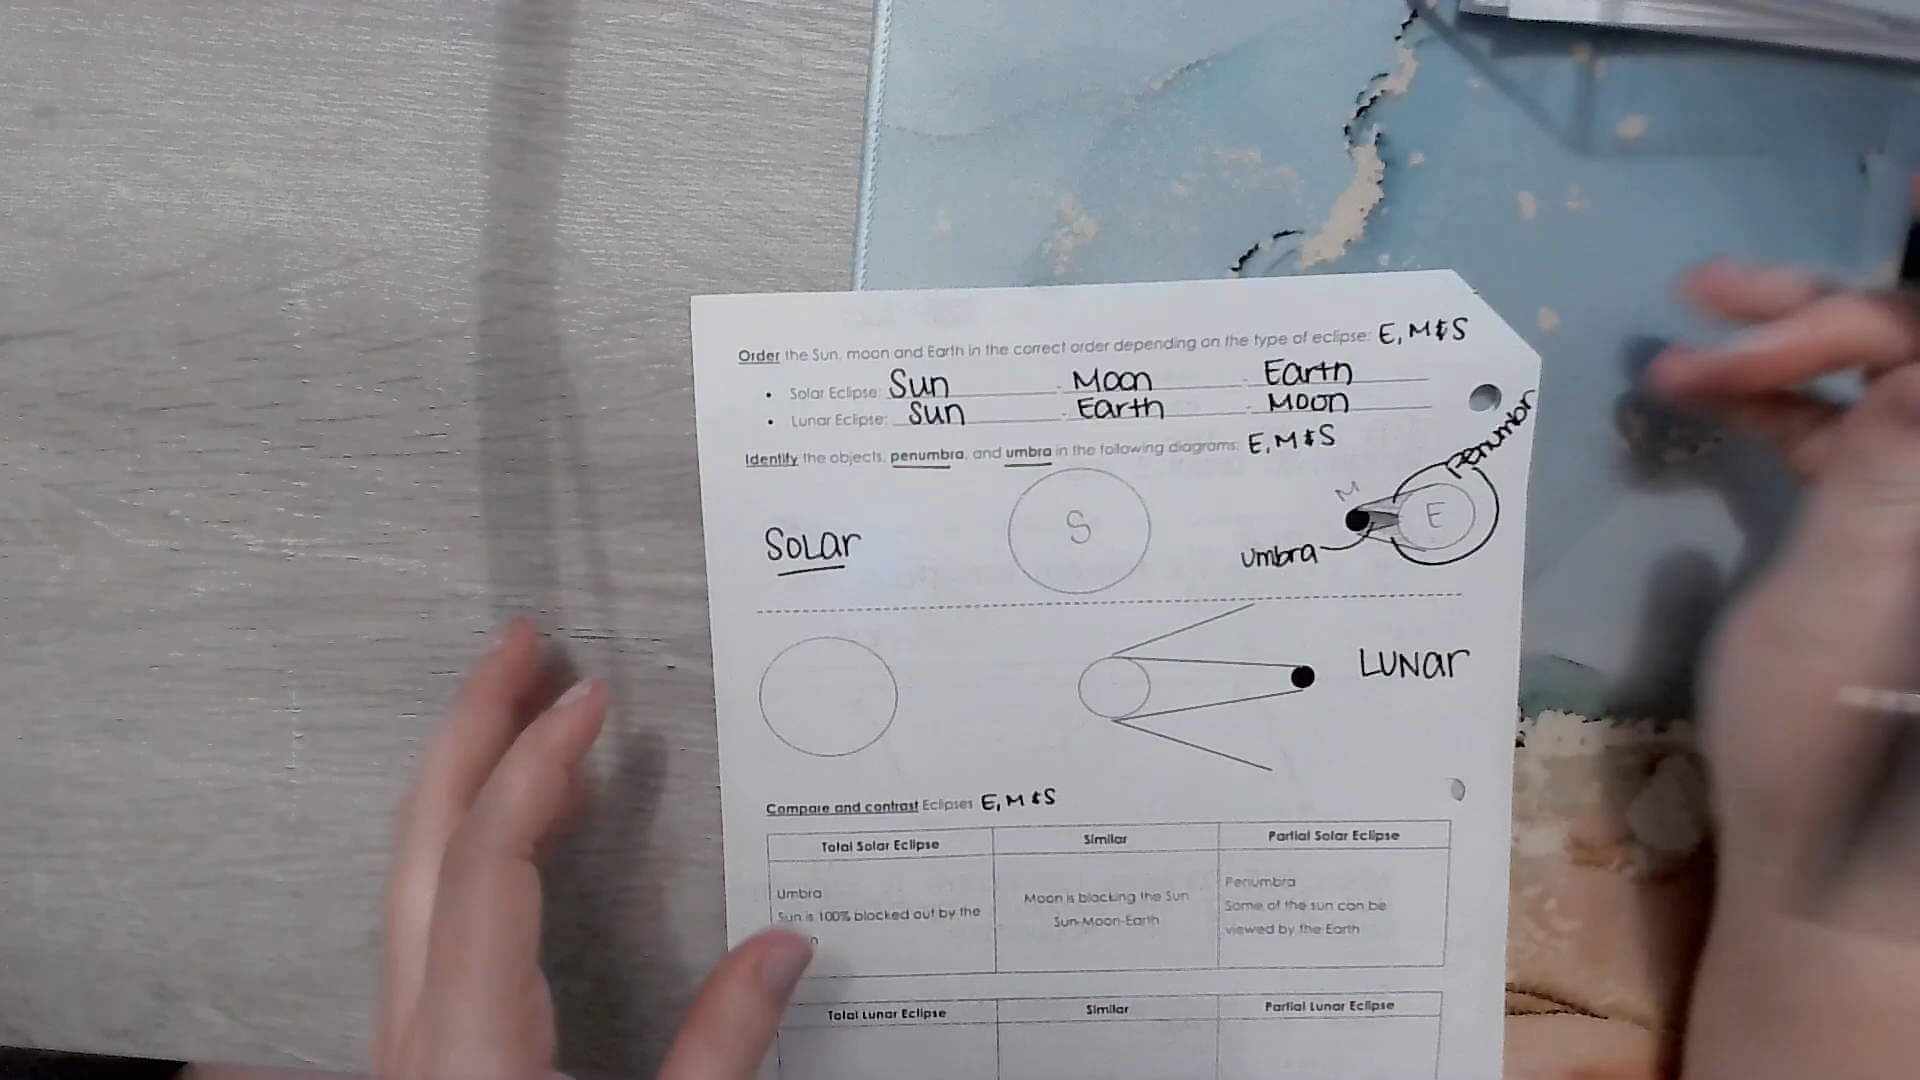 Order the Sun, moon and Earth in the correct order depending on the type of eclipse: E, M & S
• Solar Eclipse: Sun - Moon - Earth
• Lunar Eclipse: Sun - Earth - Moon
Identify the objects, penumbra, and umbra in the following diagrams: E, M & S
Penumbr
M
S
E
SOLAR
umbra
LUNAR
Compare and contrast Eclipses E, M & S
Total Solar Eclipse Similar Partial Solar Eclipse
Umbra
Sun is 100% blocked out by the
n
Moon is blocking the Sun
Sun-Moon-Earth
Penumbra
Some of the sun can be
viewed by the Earth
Total Lunar Eclipse Similar Partial Lunar Eclipse